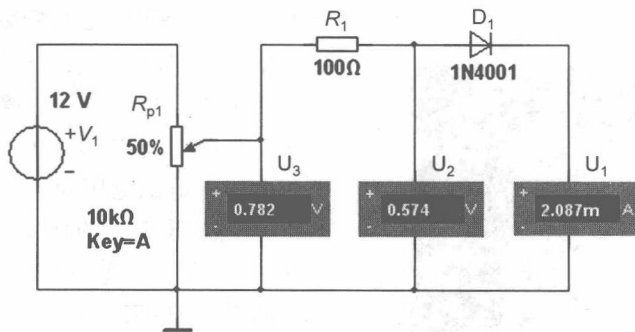 R₁
100Ω
D₁
1N4001
12 V
+V₁
-
Rp1
50%
10kΩ
Key=A
U₃
+
0.782 V
-
U₂
+
0.574 V
-
U₁
+
2.087m A
-